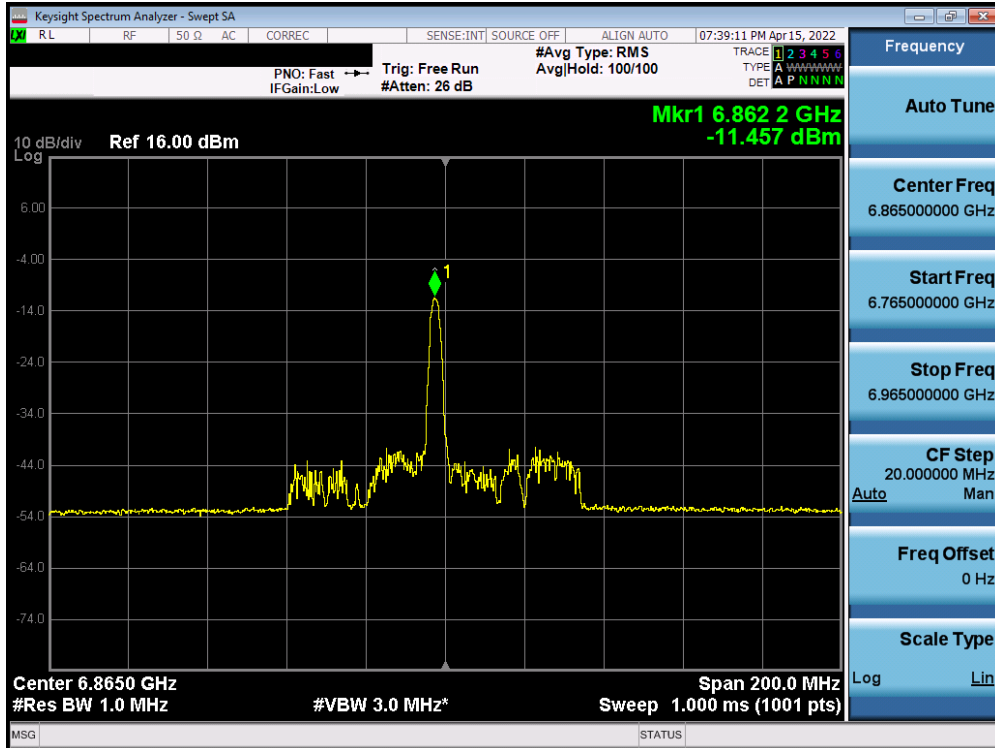 Keysight Spectrum Analyzer - Swept SA
LXI RL RF 50 Ω AC CORREC SENSE:INT SOURCE OFF ALIGN AUTO 07:39:11 PM Apr 15, 2022
PNO: Fast Trig: Free Run #Avg Type: RMS TRACE 1 2 3 4 5 6
IFGain:Low #Atten: 26 dB Avg|Hold: 100/100 TYPE A WWWWW
DET A P N N N N
Mkr1 6.862 2 GHz
-11.457 dBm
10 dB/div Ref 16.00 dBm
Log
1
6.00
-4.00
-14.0
-24.0
-34.0
-44.0
-54.0
-64.0
-74.0
Center 6.8650 GHz Span 200.0 MHz
#Res BW 1.0 MHz #VBW 3.0 MHz* Sweep 1.000 ms (1001 pts)
MSG STATUS
Frequency
Auto Tune
Center Freq
6.865000000 GHz
Start Freq
6.765000000 GHz
Stop Freq
6.965000000 GHz
CF Step
20.000000 MHz
Auto Man
Freq Offset
0 Hz
Scale Type
Log Lin